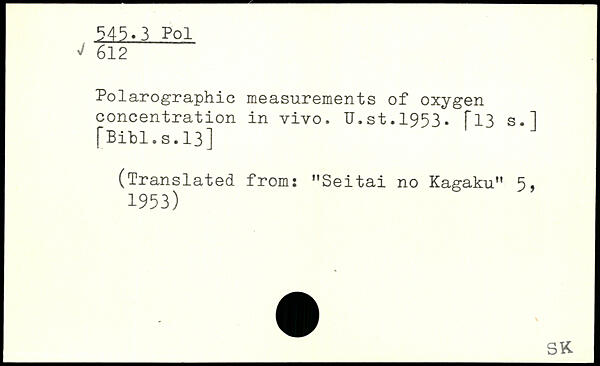 545.3 Pol
✓ 612
Polarographic measurements of oxygen
concentration in vivo. U.st.1953. [13 s.]
[Bibl.s.13]
(Translated from: "Seitai no Kagaku" 5,
1953)
SK